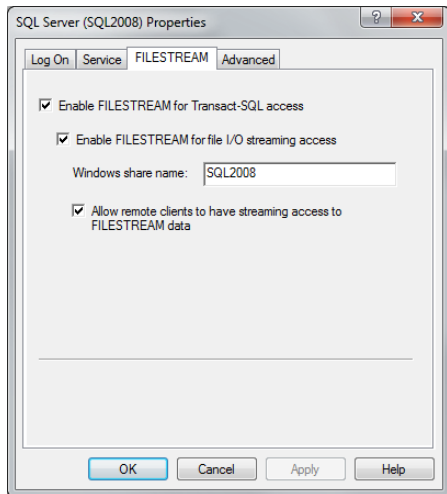 SQL Server (SQL2008) Properties
Log On Service FILESTREAM Advanced
Enable FILESTREAM for Transact-SQL access
Enable FILESTREAM for file I/O streaming access
Windows share name: SQL2008
Allow remote clients to have streaming access to
FILESTREAM data
OK Cancel Apply Help